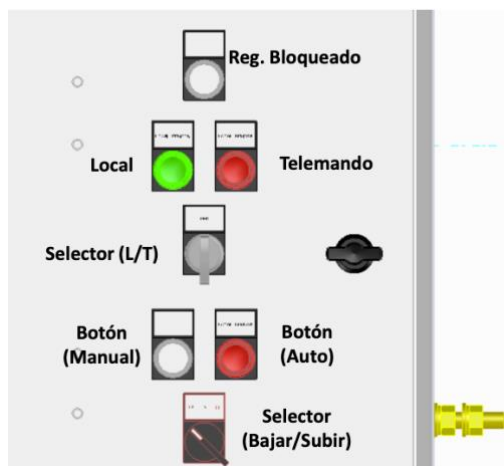 Reg. Bloqueado
Local
Telemando
Selector (L/T)
Botón
(Manual)
Botón
(Auto)
Selector
(Bajar/Subir)